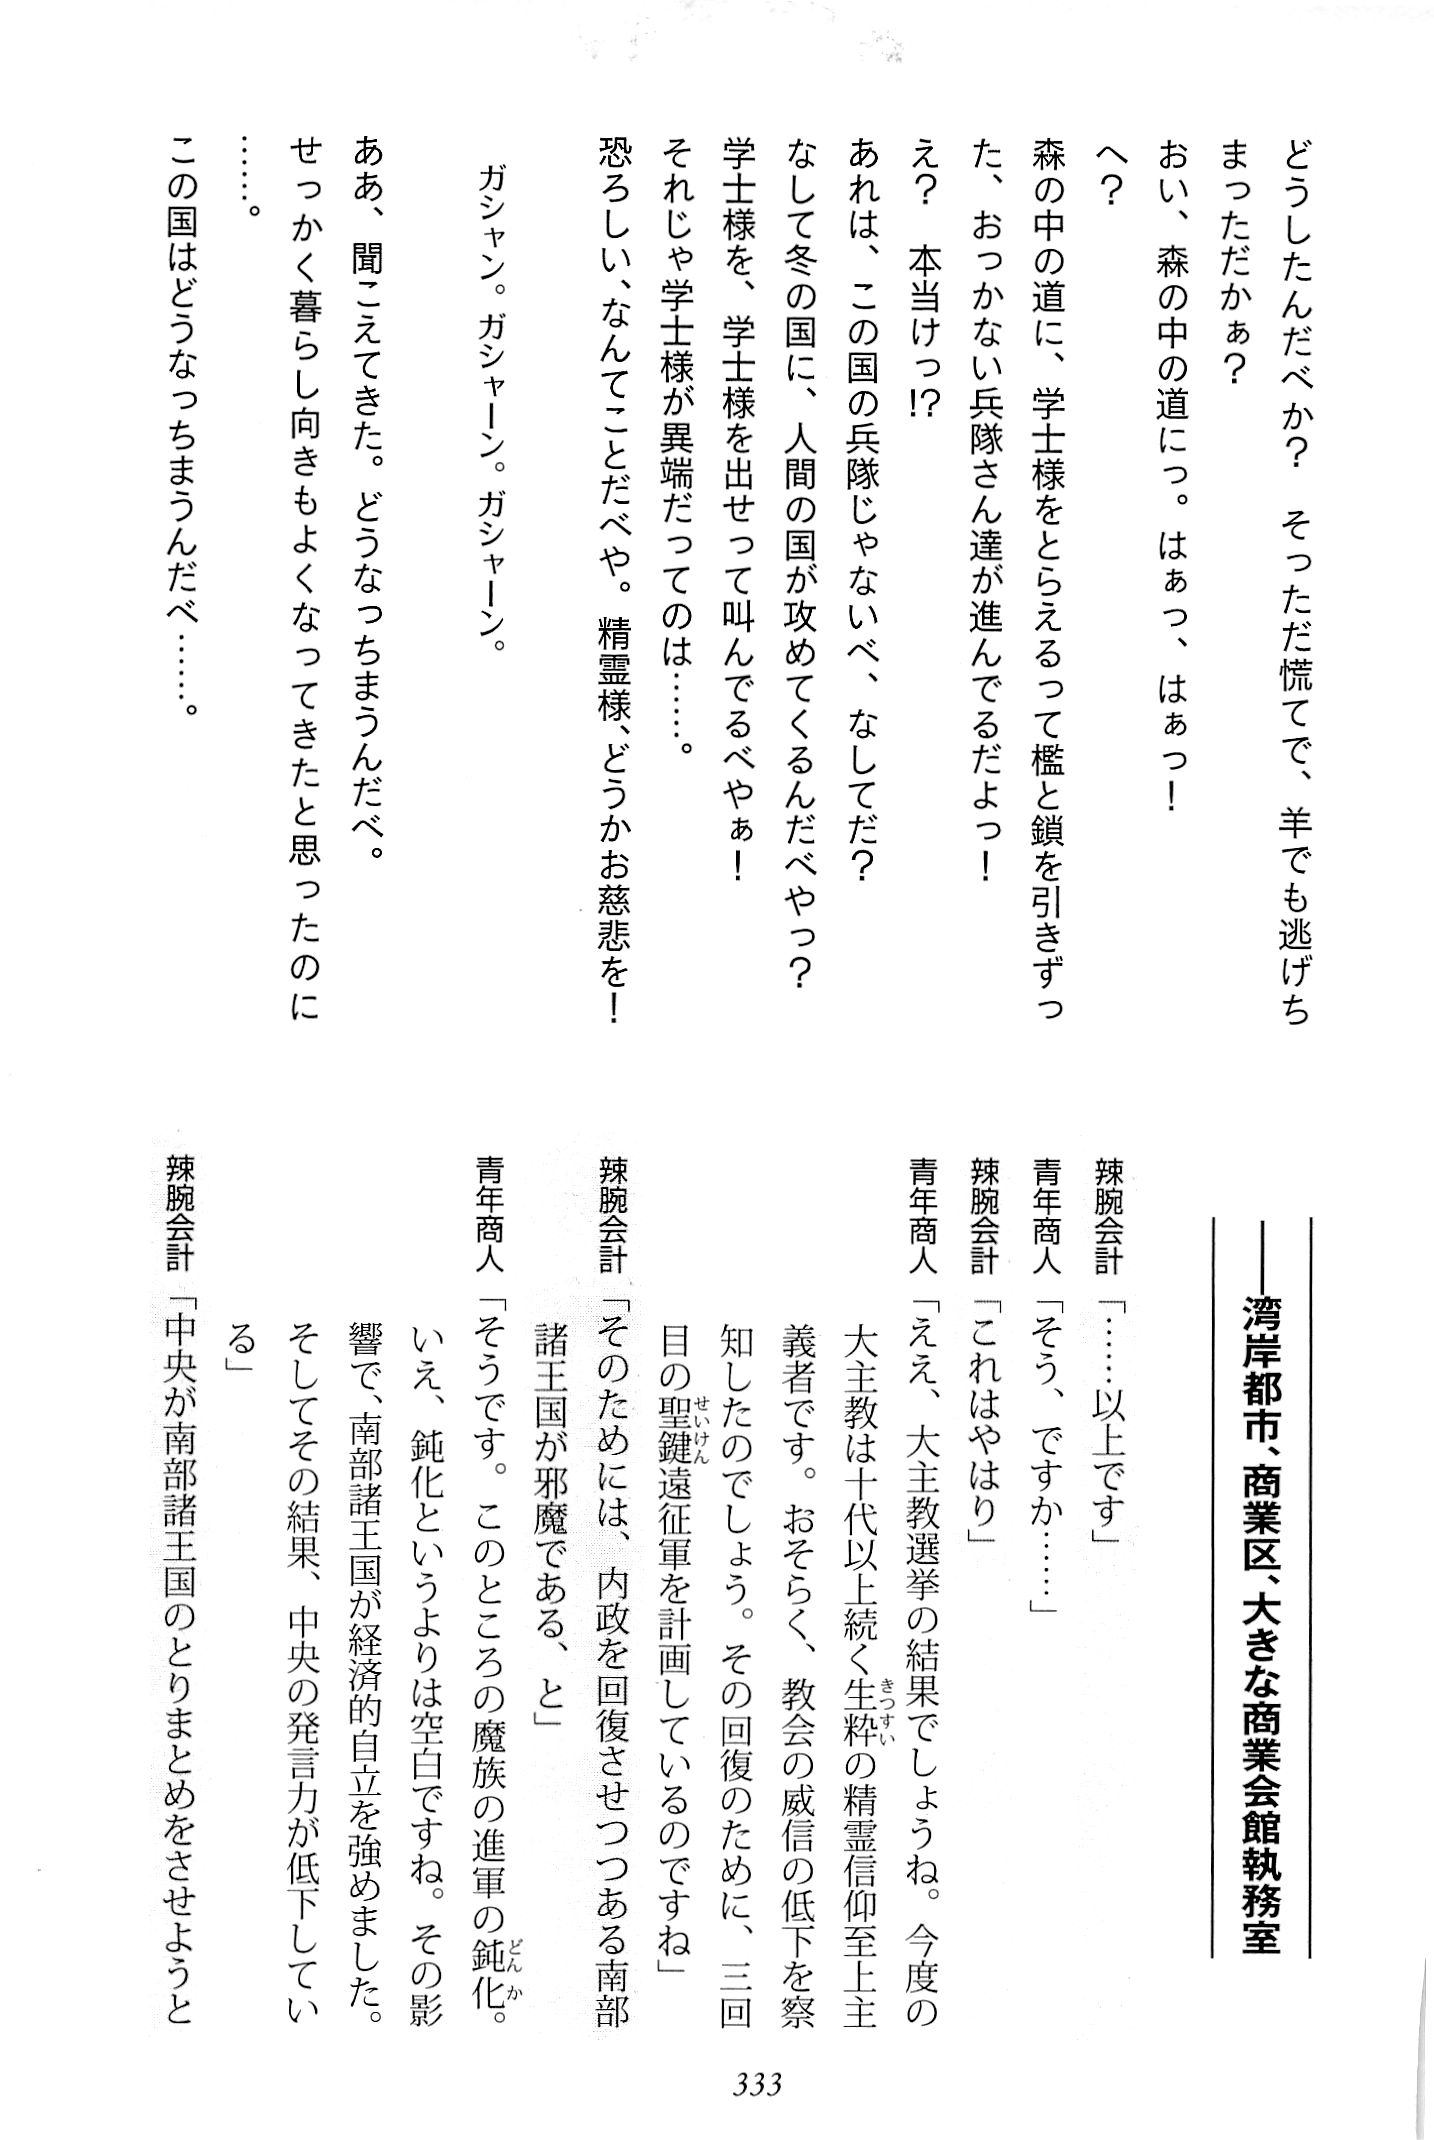 どうしたんだべか？　そっただ慌てで、羊でも逃げち
まっただかぁ？
おい、森の中の道にっ。はぁっ、はぁっ！
へ？
森の中の道に、学士様をとらえるって檻と鎖を引きずっ
た、おっかない兵隊さん達が進んでるだよっ！
え？　本当けっ!?
あれは、この国の兵隊じゃないべ、なしてだ？
なして冬の国に、人間の国が攻めてくるんだべやっ？
学士様を、学士様を出せって叫んでるべやぁ！
それじゃ学士様が異端だってのは……。
恐ろしい、なんてことだべや。精霊様、どうかお慈悲を！
ガシャン。ガシャーン。ガシャーン。
ああ、聞こえてきた。どうなっちまうんだべ。
せっかく暮らし向きもよくなってきたと思ったのに
……。
この国はどうなっちまうんだべ……。
――湾岸都市、商業区、大きな商業会館執務室
辣腕会計「……以上です」
青年商人「そう、ですか……」
辣腕会計「これはやはり」
青年商人「ええ、大主教選挙の結果でしょうね。今度の
大主教は十代以上続く生粋の精霊信仰至上主
きっすい
義者です。おそらく、教会の威信の低下を察
知したのでしょう。その回復のために、三回
目の聖鍵遠征軍を計画しているのですね」
せいけん
辣腕会計「そのためには、内政を回復させつつある南部
諸王国が邪魔である、と」
青年商人「そうです。このところの魔族の進軍の鈍化。
どんか
いえ、鈍化というよりは空白ですね。その影
響で、南部諸王国が経済的自立を強めました。
そしてその結果、中央の発言力が低下してい
る」
辣腕会計「中央が南部諸王国のとりまとめをさせようと
333